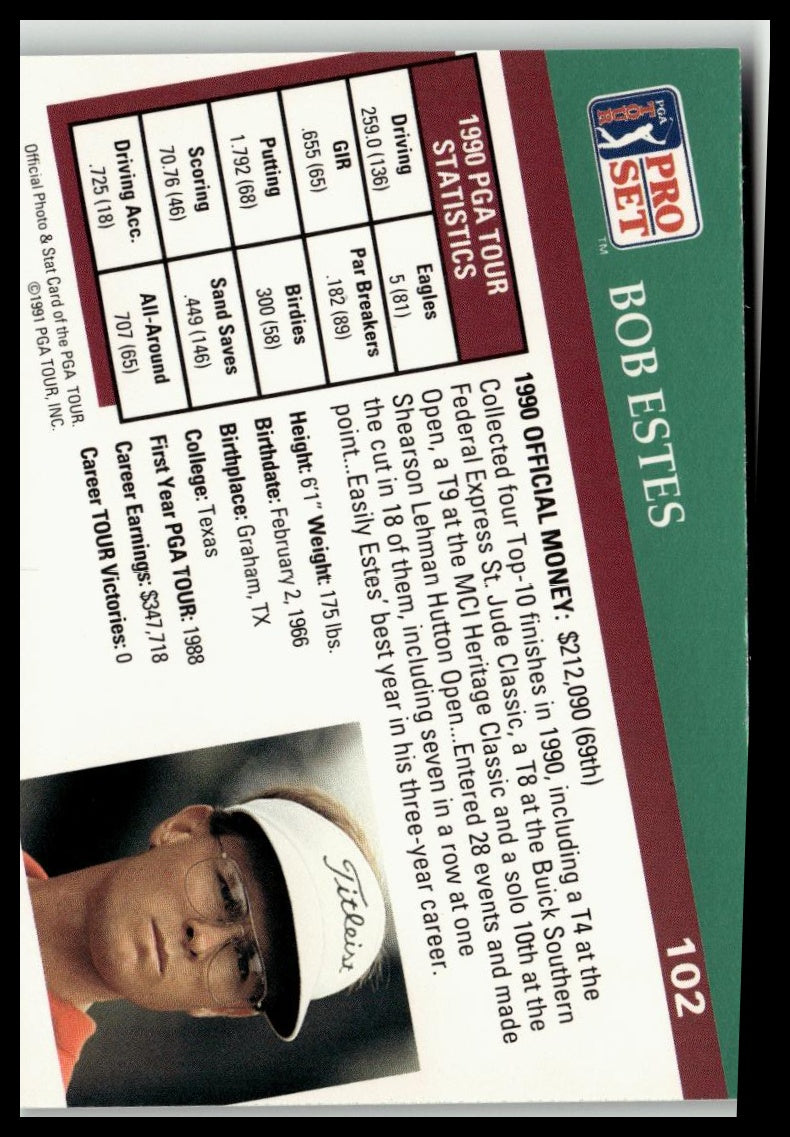 PGA
TOUR
PRO
SET
TM
BOB ESTES
102
1990 PGA TOUR
STATISTICS
Driving
259.0 (136)
Eagles
5 (81)
GIR
.655 (65)
Par Breakers
.182 (89)
Putting
1.792 (68)
Birdies
300 (58)
Scoring
70.76 (46)
Sand Saves
.449 (146)
Driving Acc.
.725 (18)
All-Around
707 (65)
Official Photo & Stat Card of the PGA TOUR.
©1991 PGA TOUR, INC.
1990 OFFICIAL MONEY: $212,090 (69th)
Collected four Top-10 finishes in 1990, including a T4 at the
Federal Express St. Jude Classic, a T8 at the Buick Southern
Open, a T9 at the MCI Heritage Classic and a solo 10th at the
Shearson Lehman Hutton Open...Entered 28 events and made
the cut in 18 of them, including seven in a row at one
point...Easily Estes' best year in his three-year career.
Height: 6'1" Weight: 175 lbs.
Birthdate: February 2, 1966
Birthplace: Graham, TX
College: Texas
First Year PGA TOUR: 1988
Career Earnings: $347,718
Career TOUR Victories: 0
Titleist